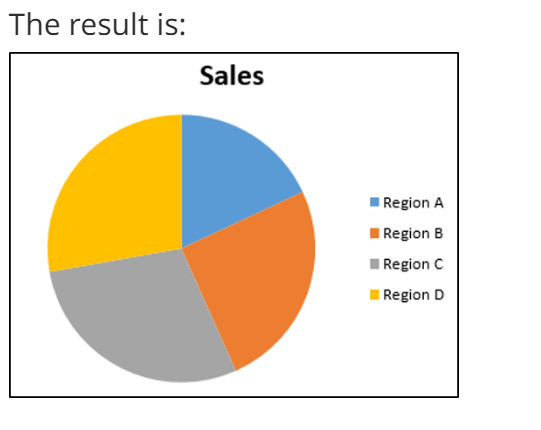 The result is:
Sales
Region A
Region B
Region C
Region D